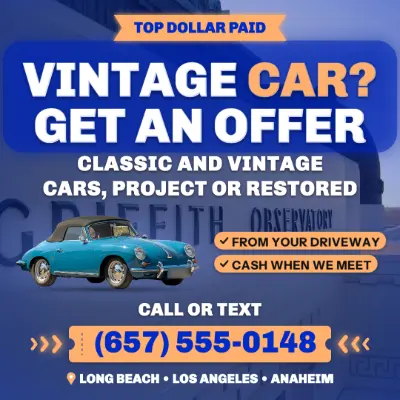 TOP DOLLAR PAID
VINTAGE CAR?
GET AN OFFER
CLASSIC AND VINTAGE
CARS, PROJECT OR RESTORED
GRIFFITH OBSERVATORY
FROM YOUR DRIVEWAY
CASH WHEN WE MEET
CALL OR TEXT
(657) 555-0148
LONG BEACH • LOS ANGELES • ANAHEIM